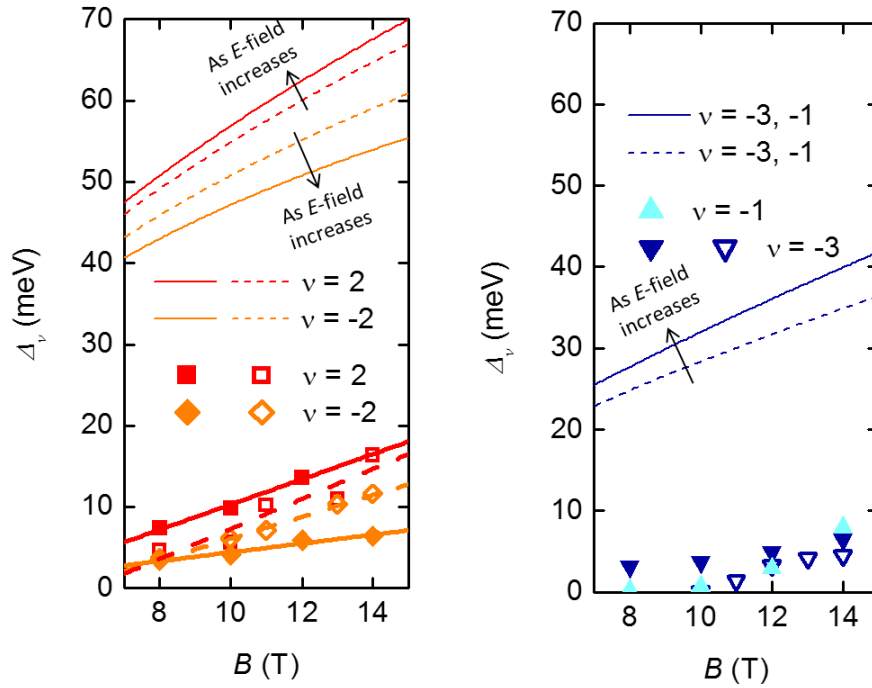 70
60
50
40
30
20
10
0
Δν (meV)
As E-field
increases
As E-field
increases
ν = 2
ν = -2
ν = 2
ν = -2
8 10 12 14
B (T)
70
60
50
40
30
20
10
0
Δν (meV)
ν = -3, -1
ν = -3, -1
ν = -1
ν = -3
As E-field
increases
8 10 12 14
B (T)